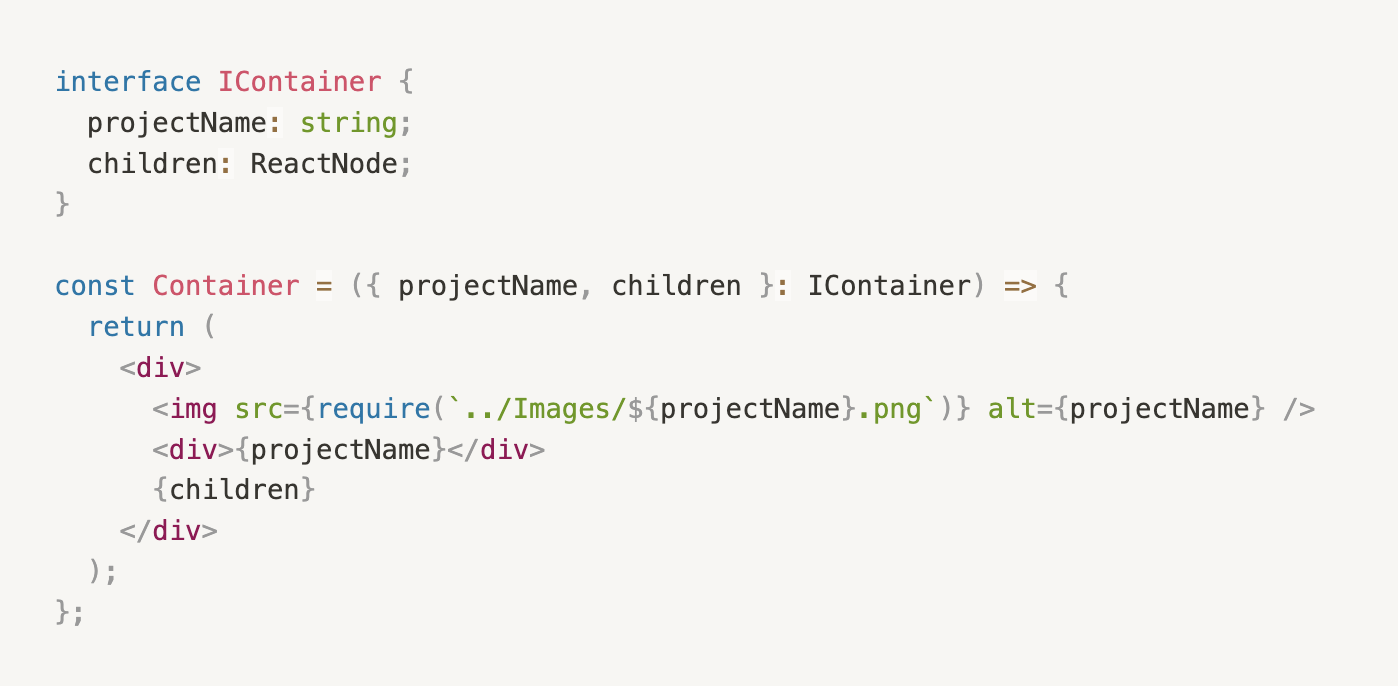 interface IContainer {
  projectName: string;
  children: ReactNode;
}

const Container = ({ projectName, children }: IContainer) => {
  return (
    <div>
      <img src={require(`../Images/${projectName}.png`)} alt={projectName} />
      <div>{projectName}</div>
      {children}
    </div>
  );
};